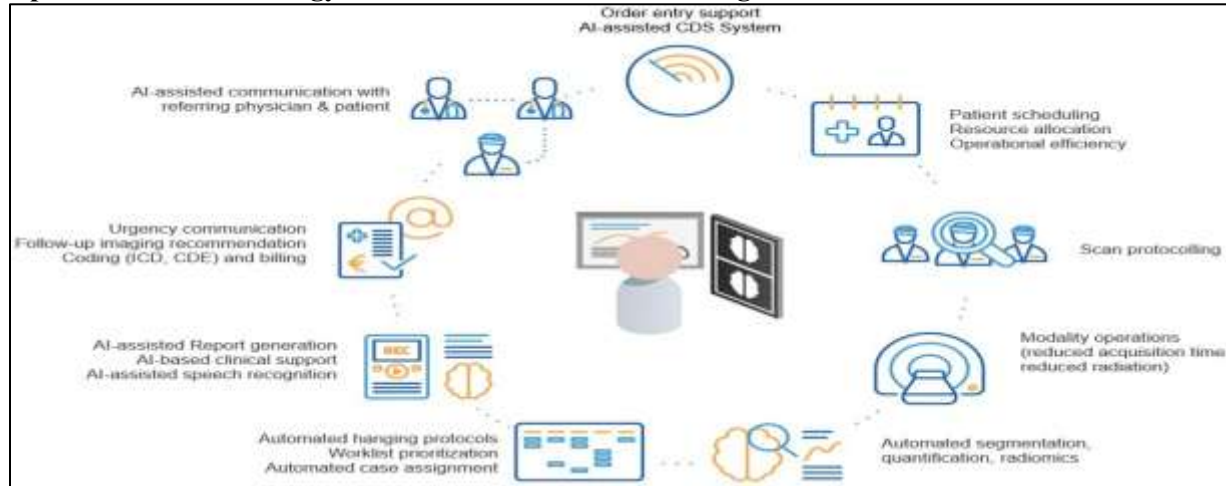 Order entry support
AI-assisted CDS System
AI-assisted communication with
referring physician & patient
Patient scheduling
Resource allocation
Operational efficiency
Urgency communication
Follow-up imaging recommendation
Coding (ICD, CDE) and billing
Scan protocolling
AI-assisted Report generation
AI-based clinical support
AI-assisted speech recognition
REC
Modality operations
(reduced acquisition time
reduced radiation)
Automated hanging protocols
Worklist prioritization
Automated case assignment
Automated segmentation,
quantification, radiomics